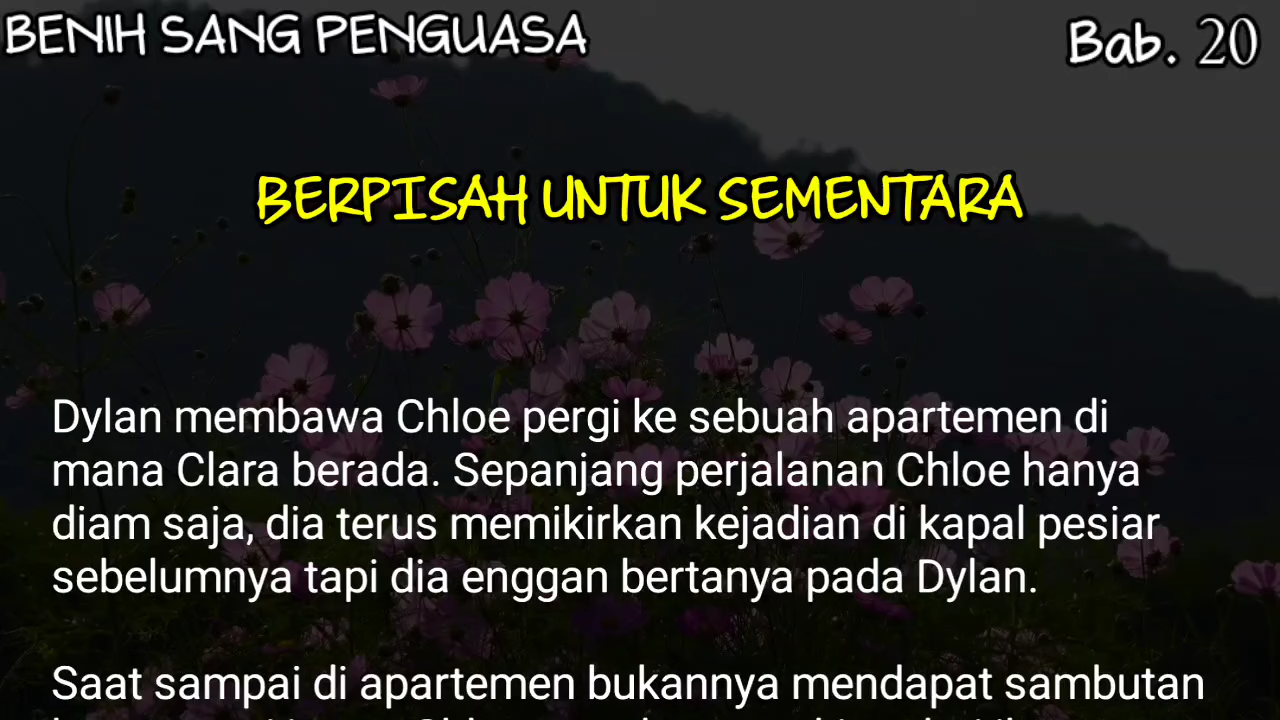 BENIH SANG PENGUASA
Bab. 20
BERPISAH UNTUK SEMENTARA
Dylan membawa Chloe pergi ke sebuah apartemen di
mana Clara berada. Sepanjang perjalanan Chloe hanya
diam saja, dia terus memikirkan kejadian di kapal pesiar
sebelumnya tapi dia enggan bertanya pada Dylan.
Saat sampai di apartemen bukannya mendapat sambutan